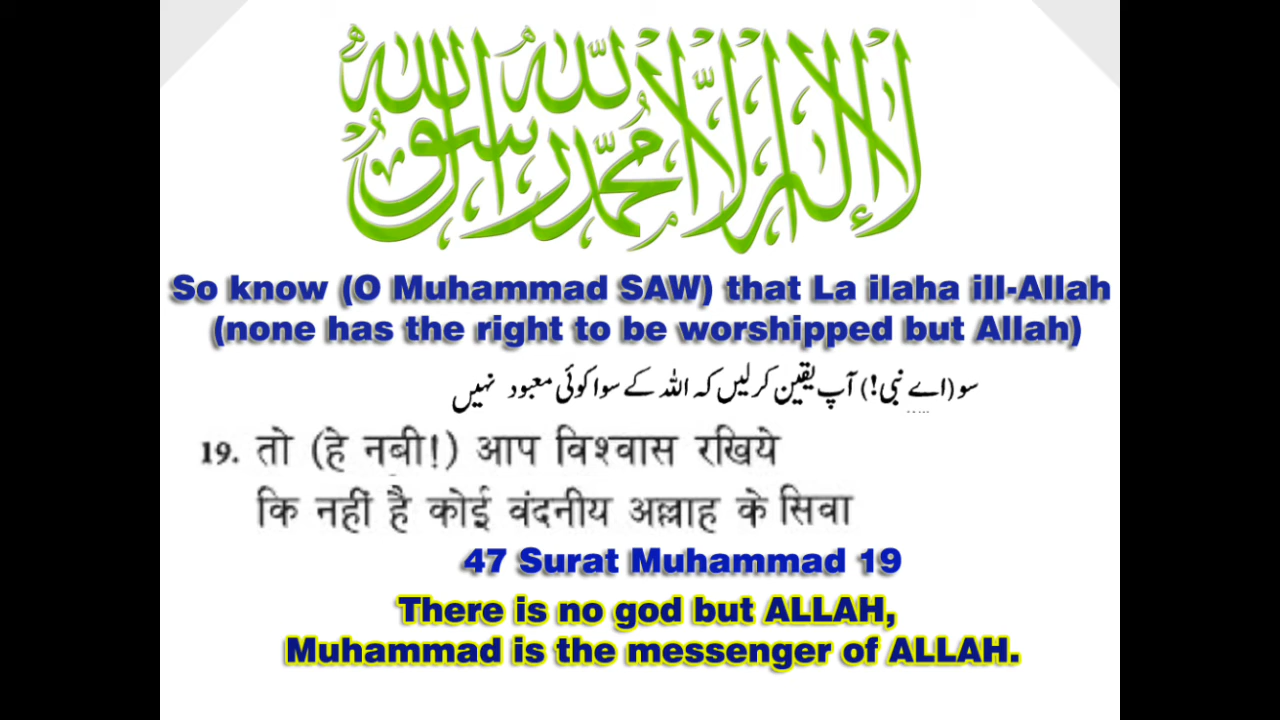 لا إله إلا الله محمد رسول الله
So know (O Muhammad SAW) that La ilaha ill-Allah
(none has the right to be worshipped but Allah)
سو (اے نبی!) آپ یقین کرلیں کہ اللہ کے سوا کوئی معبود نہیں
19. तो (हे नबी!) आप विश्वास रखिये
कि नहीं है कोई वंदनीय अल्लाह के सिवा
47 Surat Muhammad 19
There is no god but ALLAH,
Muhammad is the messenger of ALLAH.